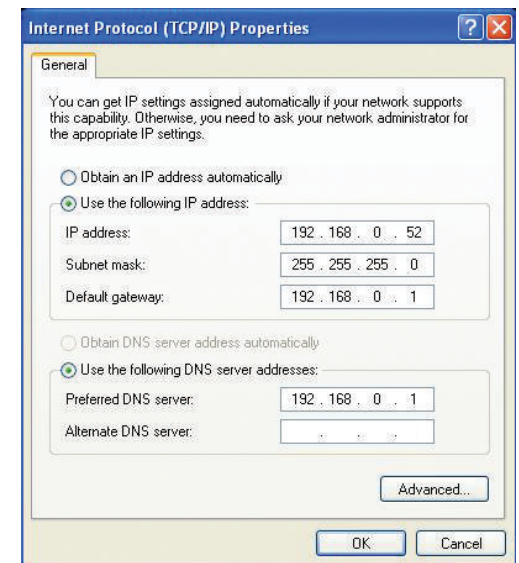 Internet Protocol (TCP/IP) Properties
General
You can get IP settings assigned automatically if your network supports
this capability. Otherwise, you need to ask your network administrator for
the appropriate IP settings.
Obtain an IP address automatically
Use the following IP address:
IP address: 192 . 168 . 0 . 52
Subnet mask: 255 . 255 . 255 . 0
Default gateway: 192 . 168 . 0 . 1
Obtain DNS server address automatically
Use the following DNS server addresses:
Preferred DNS server: 192 . 168 . 0 . 1
Alternate DNS server: . . .
Advanced...
OK Cancel